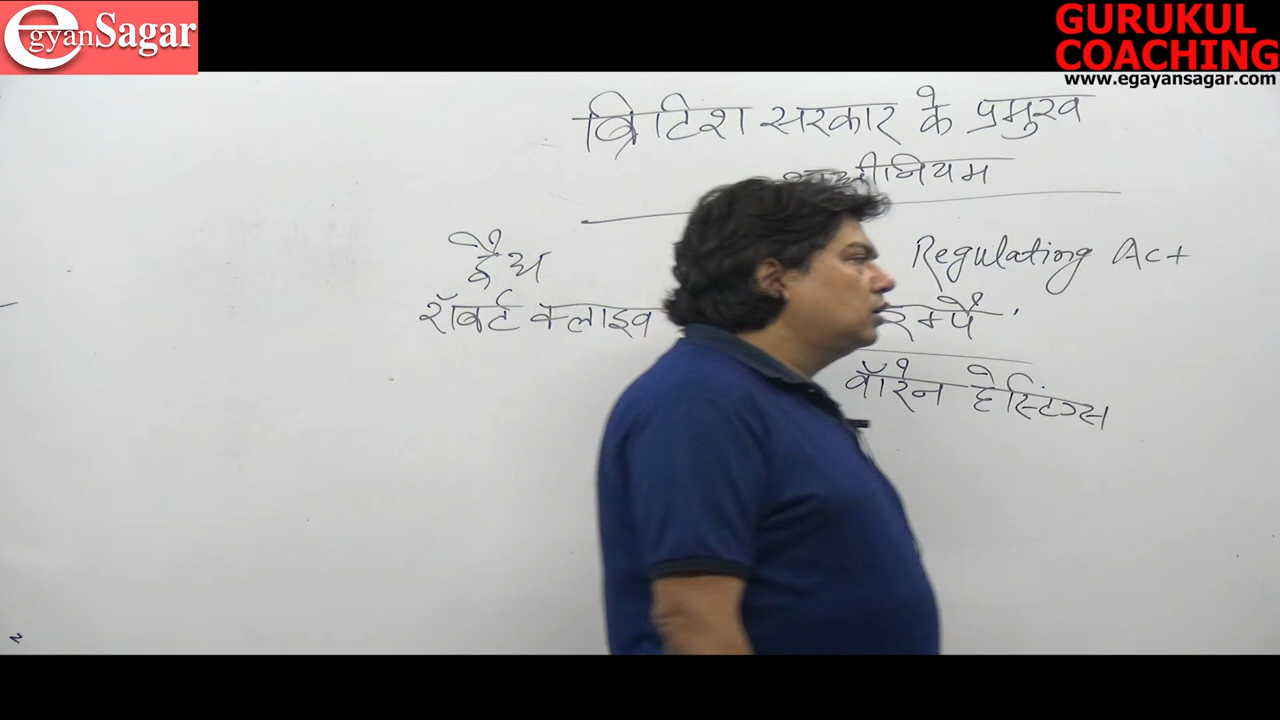 egyanSagar
GURUKUL
COACHING
www.egayansagar.com
ब्रिटिश सरकार के प्रमुख
Regulating Act
रॉबर्ट क्लाइव
वॉरेन हेस्टिंग्स